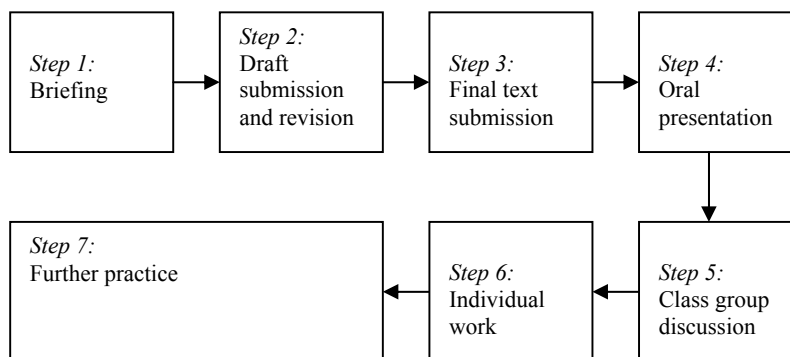 Step 1:
Briefing
Step 2:
Draft
submission
and revision
Step 3:
Final text
submission
Step 4:
Oral
presentation
Step 5:
Class group
discussion
Step 6:
Individual
work
Step 7:
Further practice